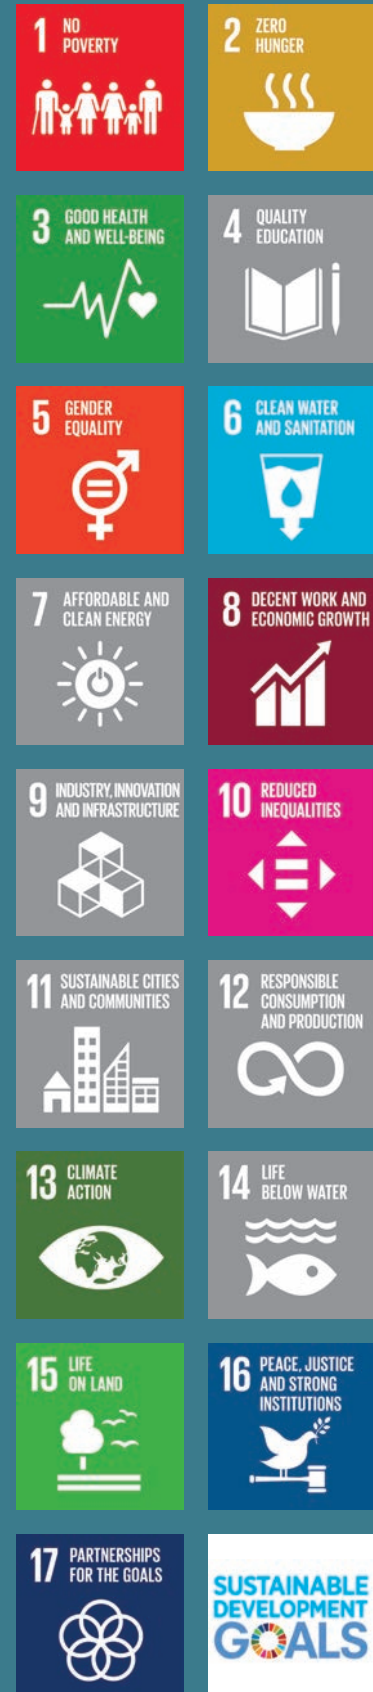 1 NO
POVERTY
2 ZERO
HUNGER
3 GOOD HEALTH
AND WELL-BEING
4 QUALITY
EDUCATION
5 GENDER
EQUALITY
6 CLEAN WATER
AND SANITATION
7 AFFORDABLE AND
CLEAN ENERGY
8 DECENT WORK AND
ECONOMIC GROWTH
9 INDUSTRY, INNOVATION
AND INFRASTRUCTURE
10 REDUCED
INEQUALITIES
11 SUSTAINABLE CITIES
AND COMMUNITIES
12 RESPONSIBLE
CONSUMPTION
AND PRODUCTION
13 CLIMATE
ACTION
14 LIFE
BELOW WATER
15 LIFE
ON LAND
16 PEACE, JUSTICE
AND STRONG
INSTITUTIONS
17 PARTNERSHIPS
FOR THE GOALS
SUSTAINABLE
DEVELOPMENT
GOALS